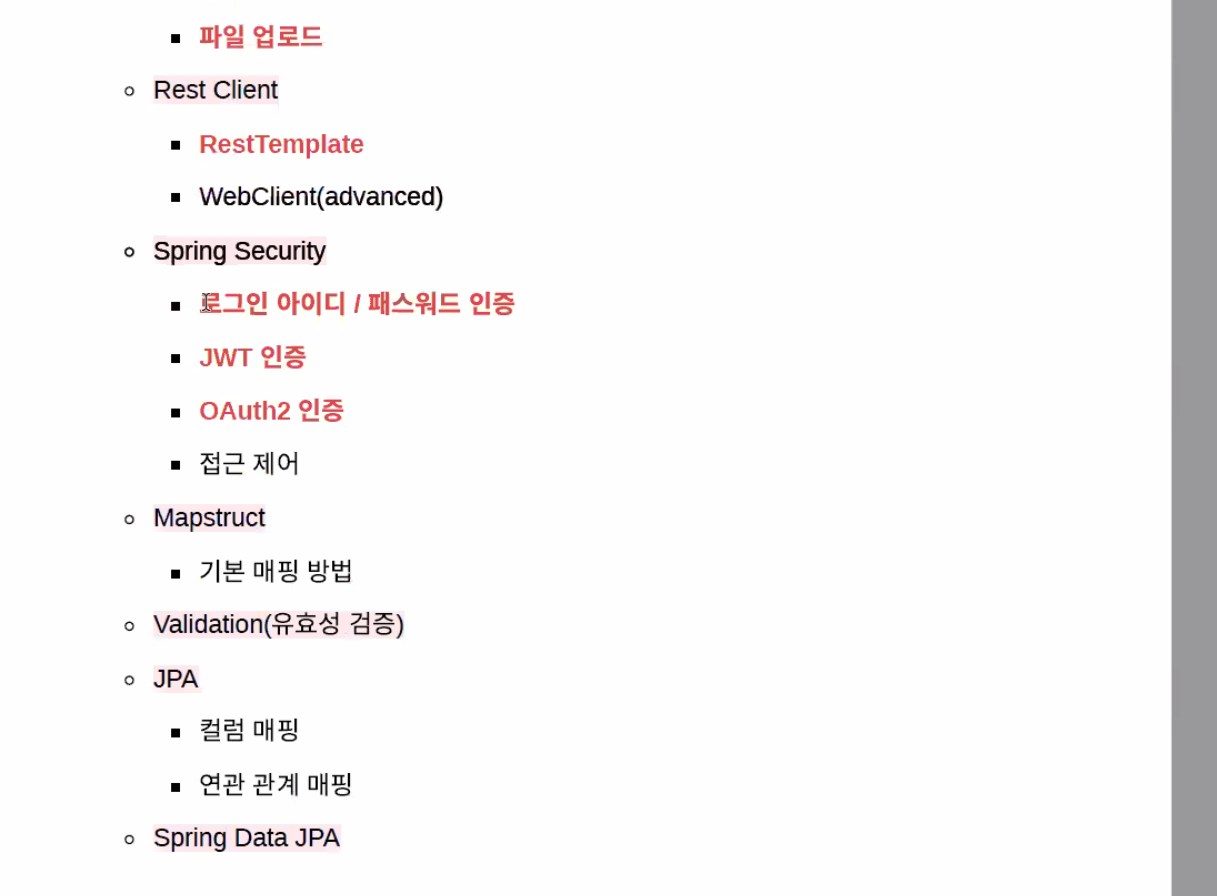 파일 업로드
Rest Client
RestTemplate
WebClient(advanced)
Spring Security
로그인 아이디 / 패스워드 인증
JWT 인증
OAuth2 인증
접근 제어
Mapstruct
기본 매핑 방법
Validation(유효성 검증)
JPA
컬럼 매핑
연관 관계 매핑
Spring Data JPA